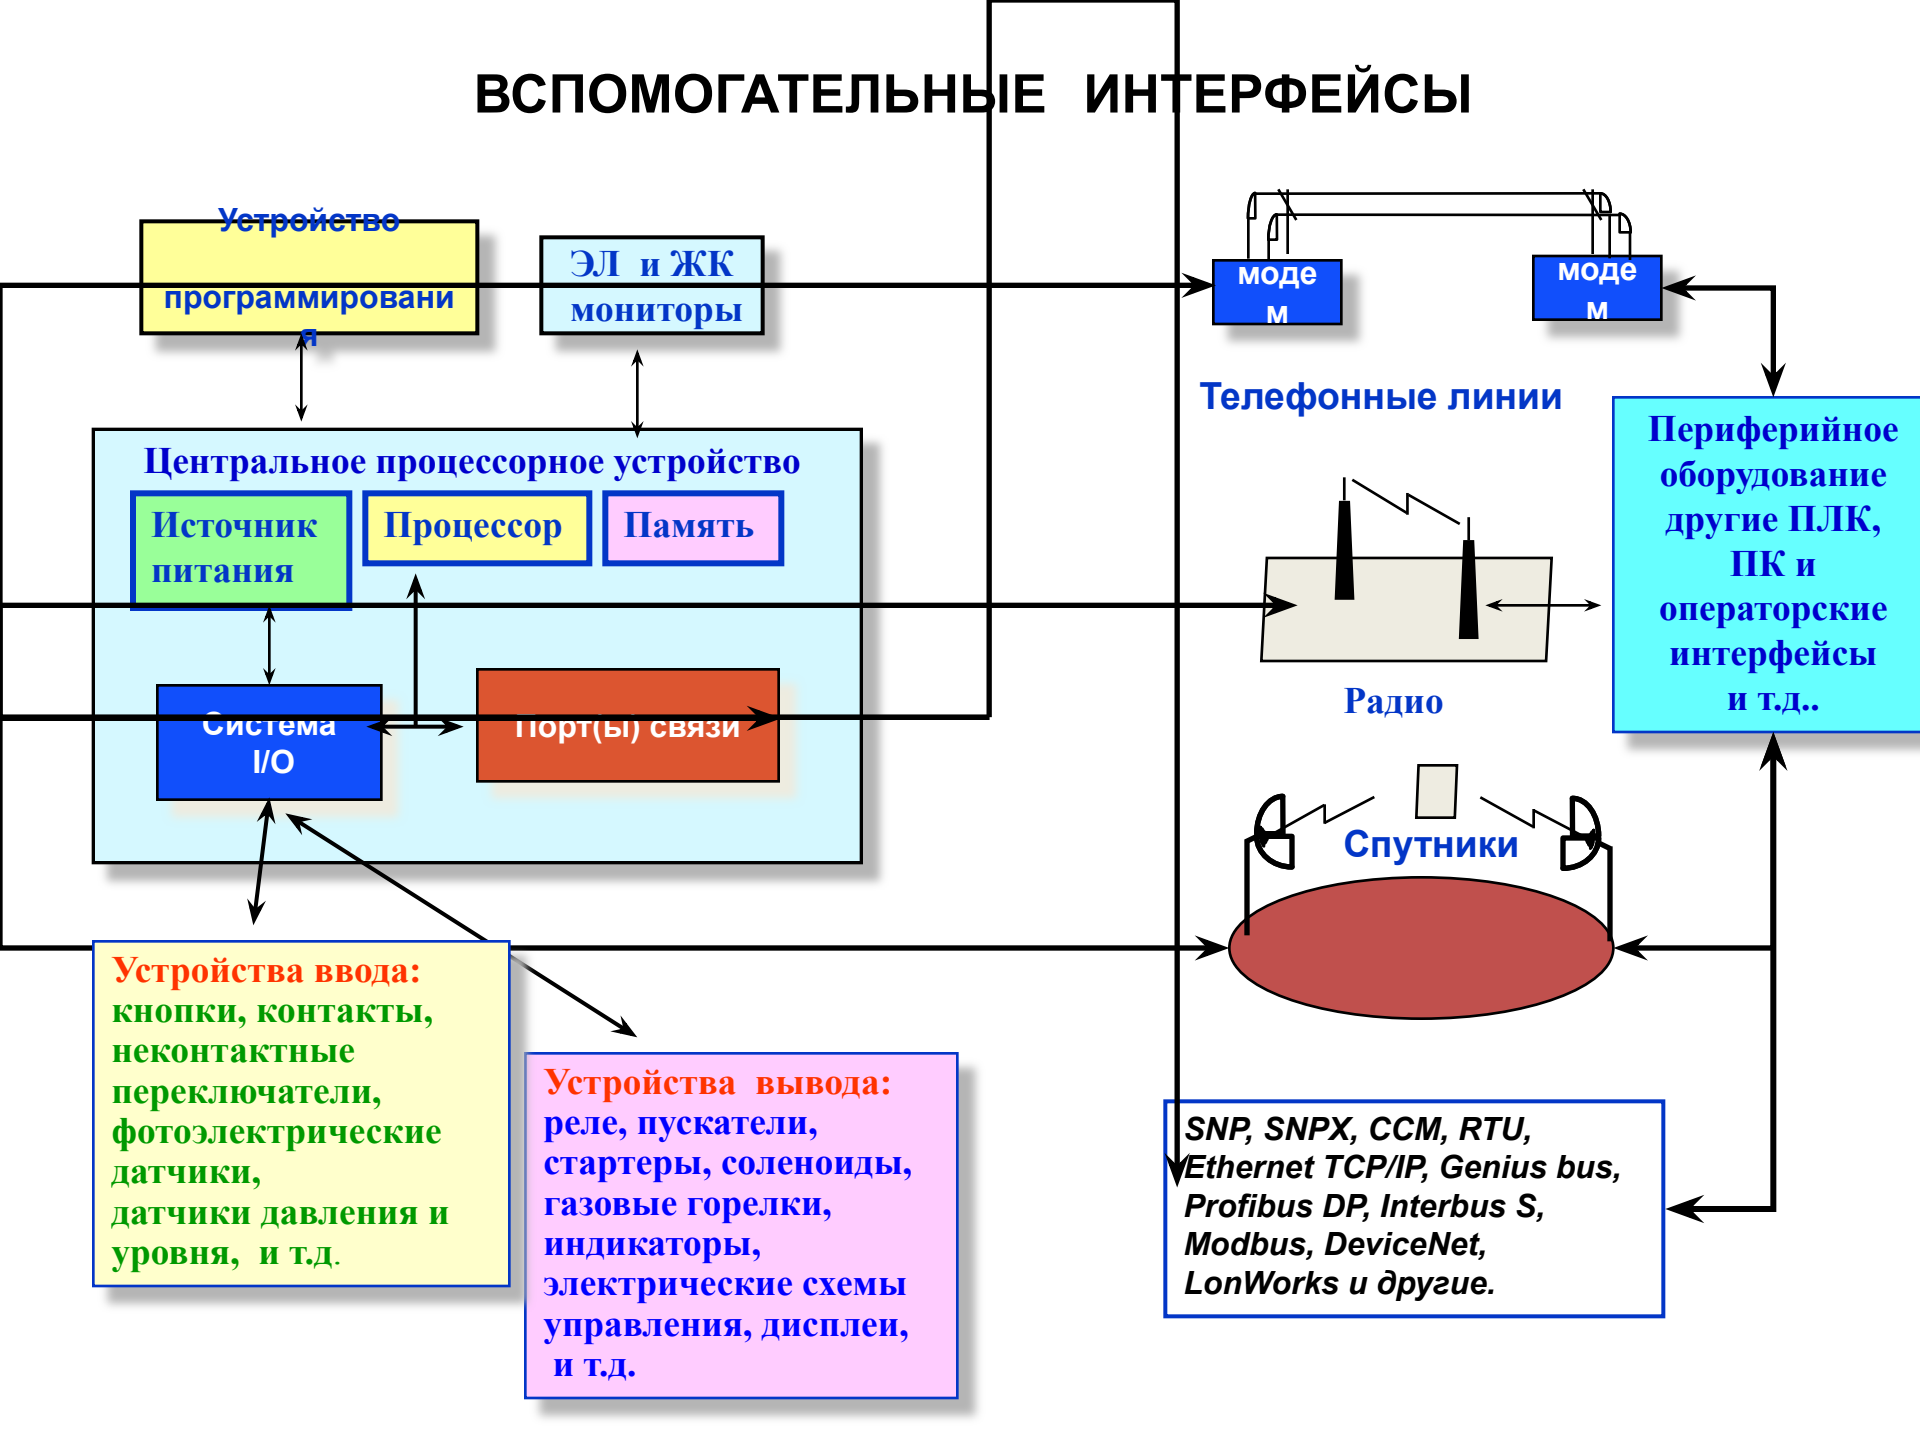 ВСПОМОГАТЕЛЬНЫЕ ИНТЕРФЕЙСЫ
Устройство
программировани
я
ЭЛ и ЖК
мониторы
моде
м
моде
м
Телефонные линии
Центральное процессорное устройство
Источник
питания
Процессор
Память
Система
I/O
Порт(ы) связи
Периферийное
оборудование
другие ПЛК,
ПК и
операторские
интерфейсы
и т.д..
Радио
Спутники
Устройства ввода:
кнопки, контакты,
неконтактные
переключатели,
фотоэлектрические
датчики,
датчики давления и
уровня, и т.д.
Устройства вывода:
реле, пускатели,
стартеры, соленоиды,
газовые горелки,
индикаторы,
электрические схемы
управления, дисплеи,
и т.д.
SNP, SNPX, CCM, RTU,
Ethernet TCP/IP, Genius bus,
Profibus DP, Interbus S,
Modbus, DeviceNet,
LonWorks и другие.